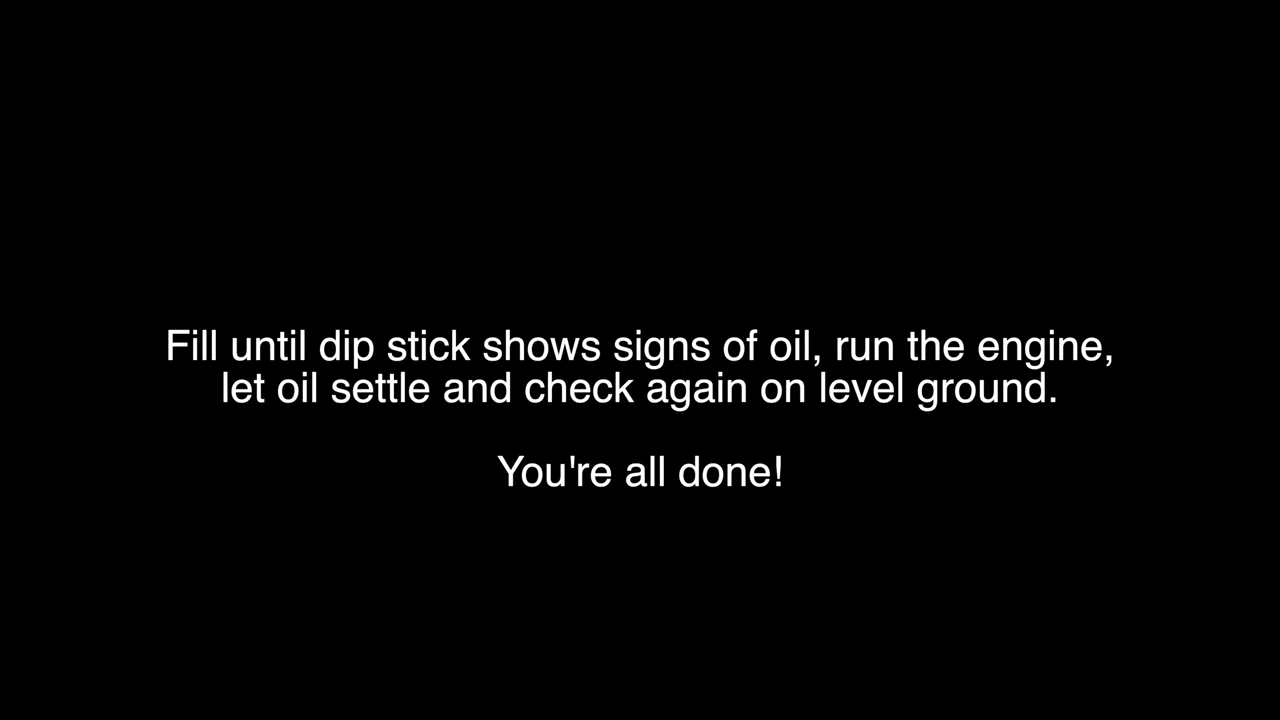 Fill until dip stick shows signs of oil, run the engine,
let oil settle and check again on level ground.
You're all done!